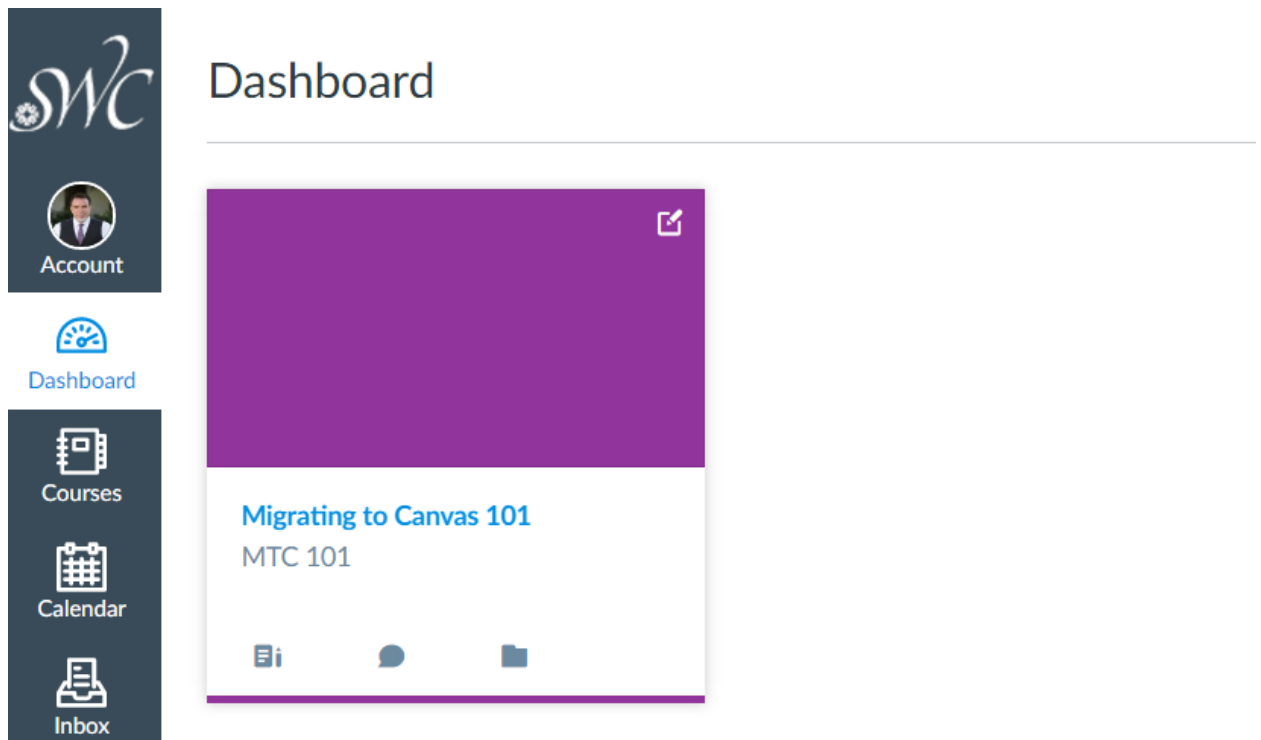 SWC
Dashboard
Account
Dashboard
Courses
Calendar
Inbox
Migrating to Canvas 101
MTC 101